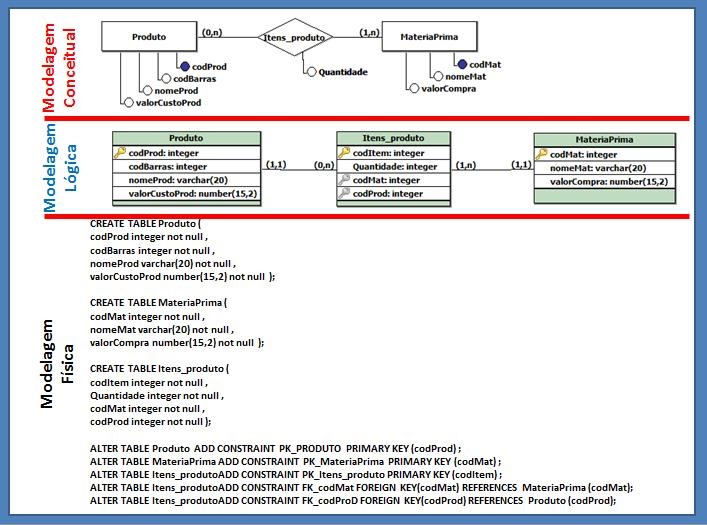 Modelagem
Conceitual
Produto
(0,n)
Itens_produto
(1,n)
MateriaPrima
codProd
codBarras
nomeProd
valorCustoProd
Quantidade
codMat
nomeMat
valorCompra
Modelagem
Lógica
Produto
codProd: integer
codBarras: integer
nomeProd: varchar(20)
valorCustoProd: number(15,2)
(1,1)
(0,n)
Itens_produto
codItem: integer
Quantidade: integer
codMat: integer
codProd: integer
(1,n)
(1,1)
MateriaPrima
codMat: integer
nomeMat: varchar(20)
valorCompra: number(15,2)
Modelagem
Física
CREATE TABLE Produto (
codProd integer not null ,
codBarras integer not null ,
nomeProd varchar(20) not null ,
valorCustoProd number(15,2) not null );
CREATE TABLE MateriaPrima (
codMat integer not null ,
nomeMat varchar(20) not null ,
valorCompra number(15,2) not null );
CREATE TABLE Itens_produto (
codItem integer not null ,
Quantidade integer not null ,
codMat integer not null ,
codProd integer not null );
ALTER TABLE Produto ADD CONSTRAINT PK_PRODUTO PRIMARY KEY (codProd) ;
ALTER TABLE MateriaPrima ADD CONSTRAINT PK_MateriaPrima PRIMARY KEY (codMat) ;
ALTER TABLE Itens_produtoADD CONSTRAINT PK_Itens_produto PRIMARY KEY (codItem) ;
ALTER TABLE Itens_produtoADD CONSTRAINT FK_codMat FOREIGN KEY(codMat) REFERENCES MateriaPrima (codMat);
ALTER TABLE Itens_produtoADD CONSTRAINT FK_codProD FOREIGN KEY(codProd) REFERENCES Produto (codProd);